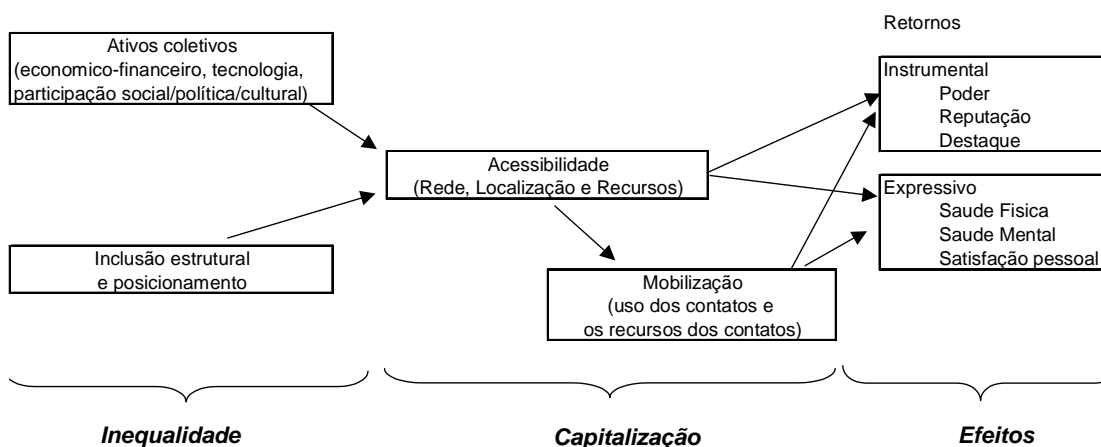 Retornos
Ativos coletivos
(economico-financeiro, tecnologia,
participação social/política/cultural)
Instrumental
Poder
Reputação
Destaque
Acessibilidade
(Rede, Localização e Recursos)
Expressivo
Saude Fisica
Saude Mental
Satisfação pessoal
Inclusão estrutural
e posicionamento
Mobilização
(uso dos contatos e
os recursos dos contatos)
Inequalidade
Capitalização
Efeitos